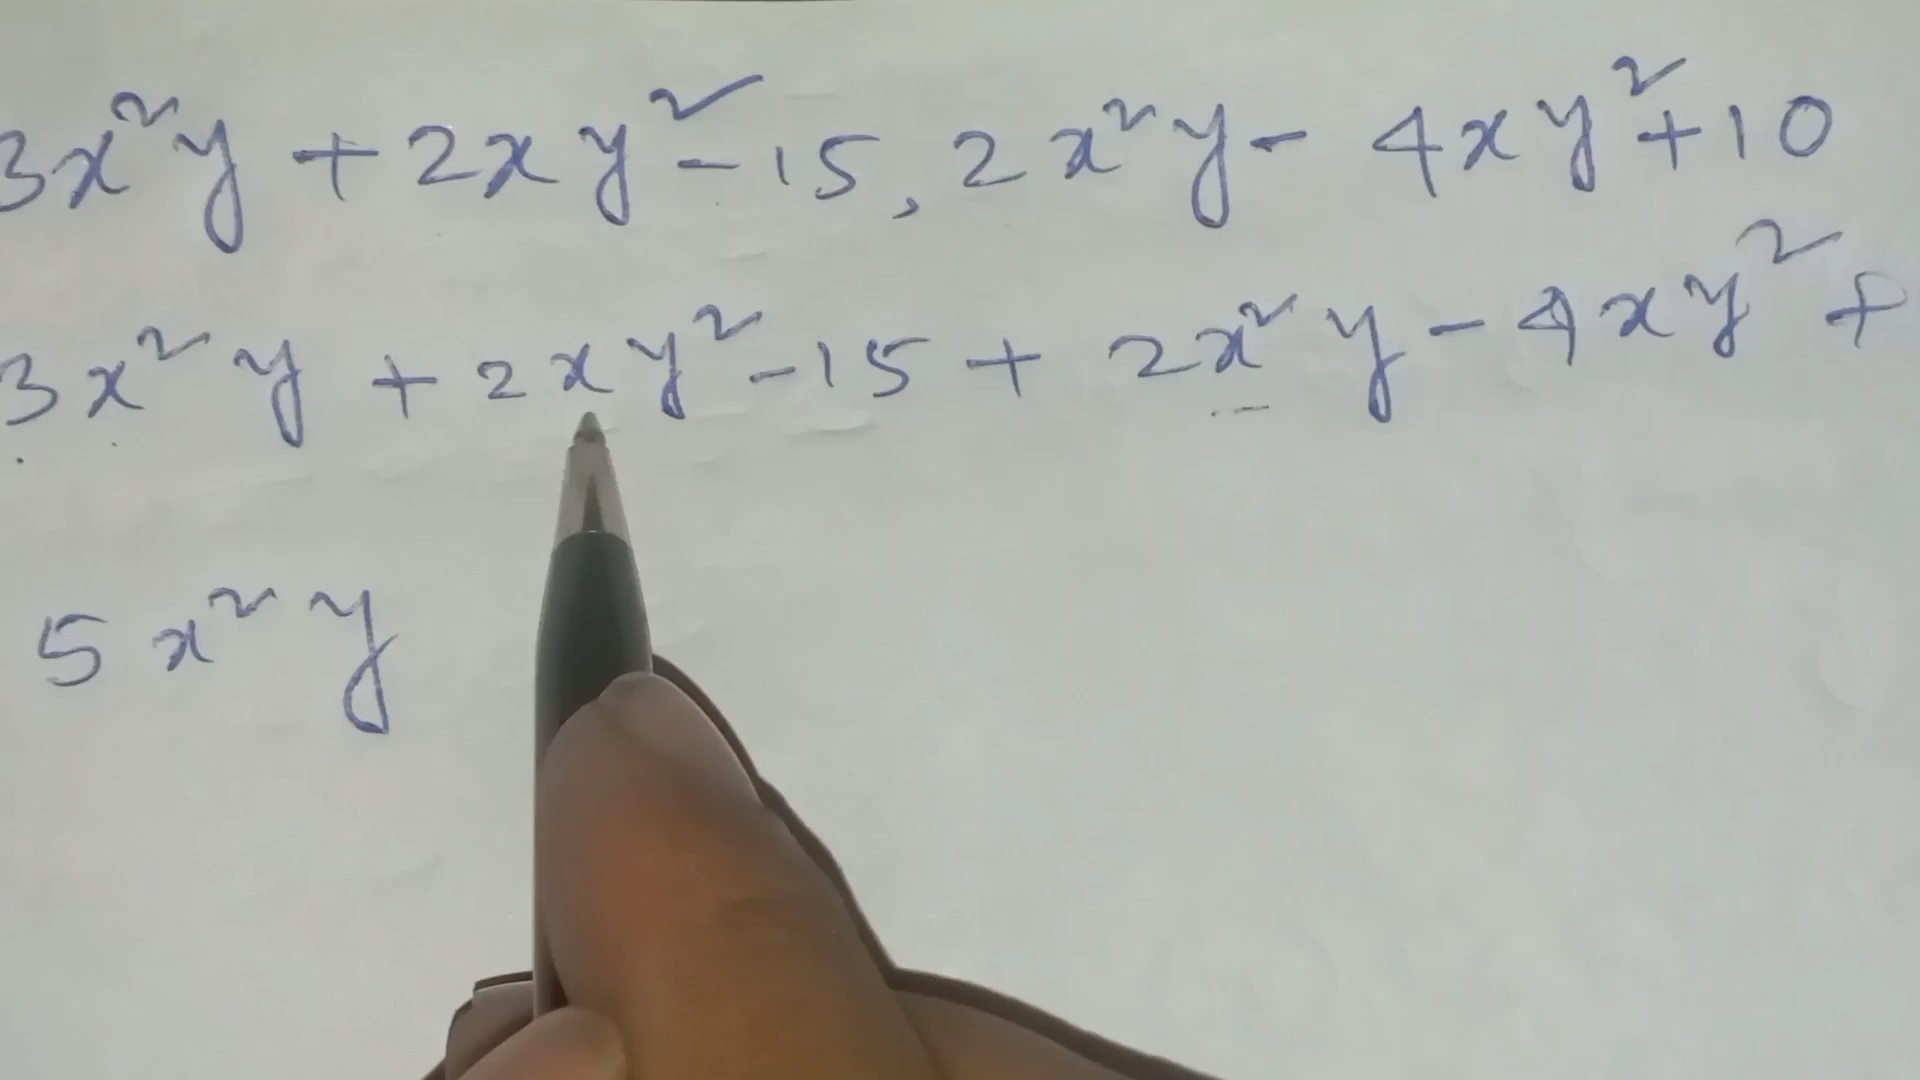 3x²y + 2xy² - 15, 2x²y - 4xy² + 10
3x²y + 2xy² - 15 + 2x²y - 4xy² +
5x²y